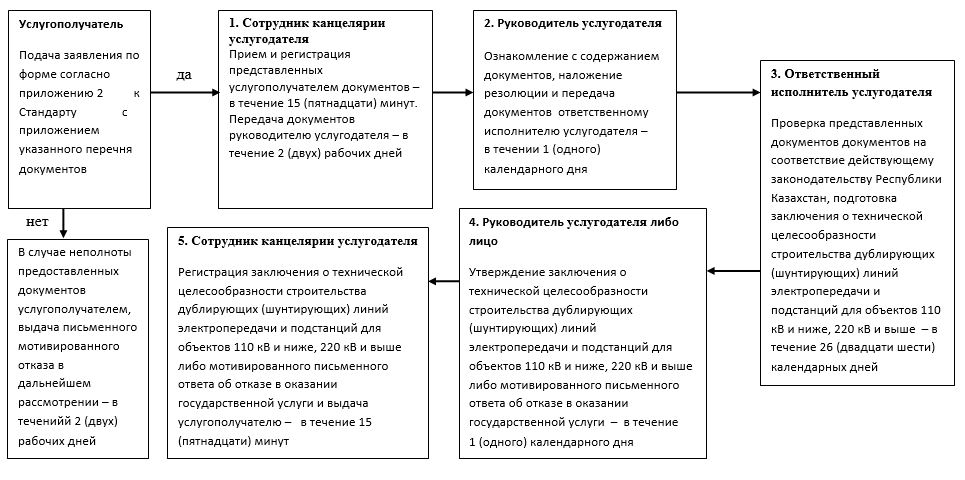 Услугополучатель
Подача заявления по
форме согласно
приложению 2 к
Стандарту с
приложением
указанного перечня
документов
да
1. Сотрудник канцелярии
услугодателя
Прием и регистрация
представленных
услугополучателем документов –
в течение 15 (пятнадцати) минут.
Передача документов
руководителю услугодателя – в
течение 2 (двух) рабочих дней
2. Руководитель услугодателя
Ознакомление с содержанием
документов, наложение
резолюции и передача
документов ответственному
исполнителю услугодателя –
в течении 1 (одного)
календарного дня
3. Ответственный
исполнитель услугодателя
Проверка представленных
документов документов на
соответствие действующему
законодательству Республики
Казахстан, подготовка
заключения о технической
целесообразности
строительства дублирующих
(шунтирующих) линий
электропередачи и
подстанций для объектов 110
кВ и ниже, 220 кВ и выше – в
течение 26 (двадцати шести)
календарных дней
4. Руководитель услугодателя либо
лицо
Утверждение заключения о
технической целесообразности
строительства дублирующих
(шунтирующих) линий
электропередачи и подстанций для
объектов 110 кВ и ниже, 220 кВ и выше
либо мотивированного письменного
ответа об отказе в оказании
государственной услуги – в течение
1 (одного) календарного дня
5. Сотрудник канцелярии услугодателя
Регистрация заключения о технической
целесообразности строительства
дублирующих (шунтирующих) линий
электропередачи и подстанций для
объектов 110 кВ и ниже, 220 кВ и выше
либо мотивированного письменного
ответа об отказе в оказании
государственной услуги и выдача
услугополучателю – в течение 15
(пятнадцати) минут
нет
В случае неполноты
предоставленных
документов
услугополучателем,
выдача письменного
мотивированного
отказа в
дальнейшем
рассмотрении – в
теченийй 2 (двух)
рабочих дней